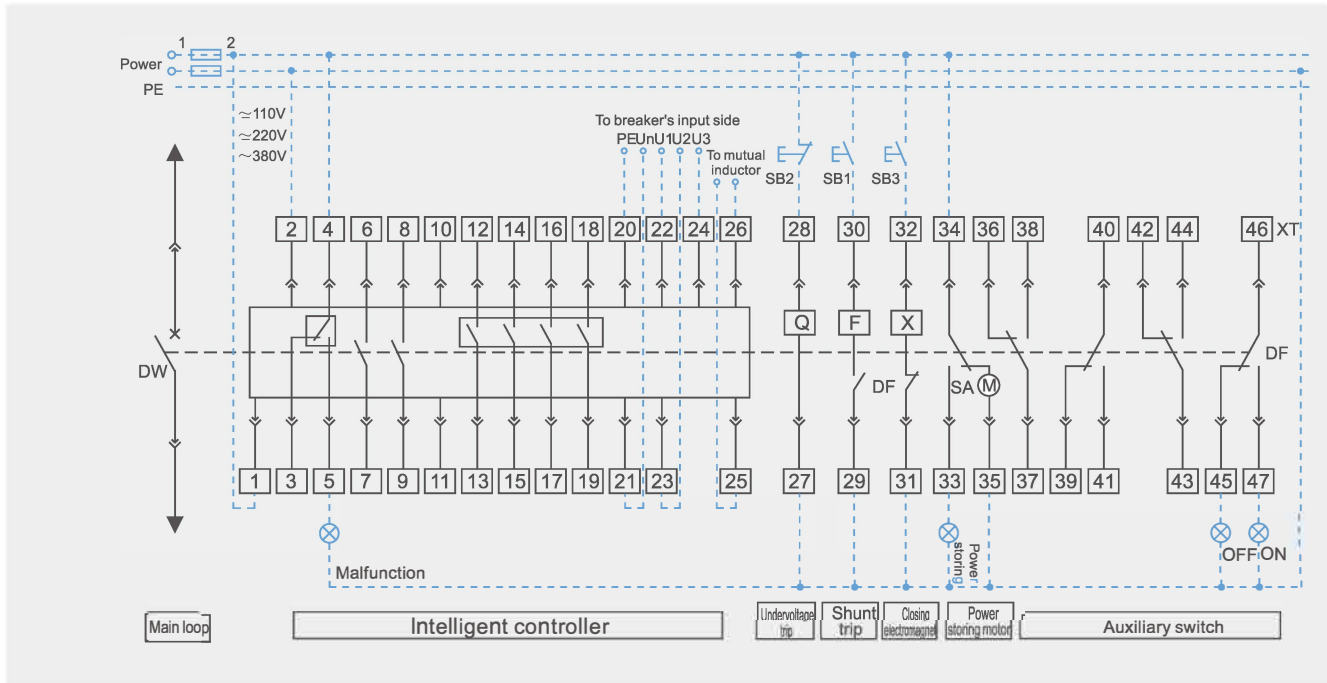 1 2
Power
PE
≃110V
≃220V
~380V
To breaker's input side
PEUnU1U2U3
To mutual
inductor
SB2 SB1 SB3
2 4 6 8 10 12 14 16 18 20 22 24 26 28 30 32 34 36 38 40 42 44 46 XT
Q F X
DW
DF
DF SA M
1 3 5 7 9 11 13 15 17 19 21 23 25 27 29 31 33 35 37 39 41 43 45 47
Power
storing
OFF ON
Malfunction
Main loop
Intelligent controller
Undervoltage
trip
Shunt
trip
Closing
electromagnet
Power
storing motor
Auxiliary switch